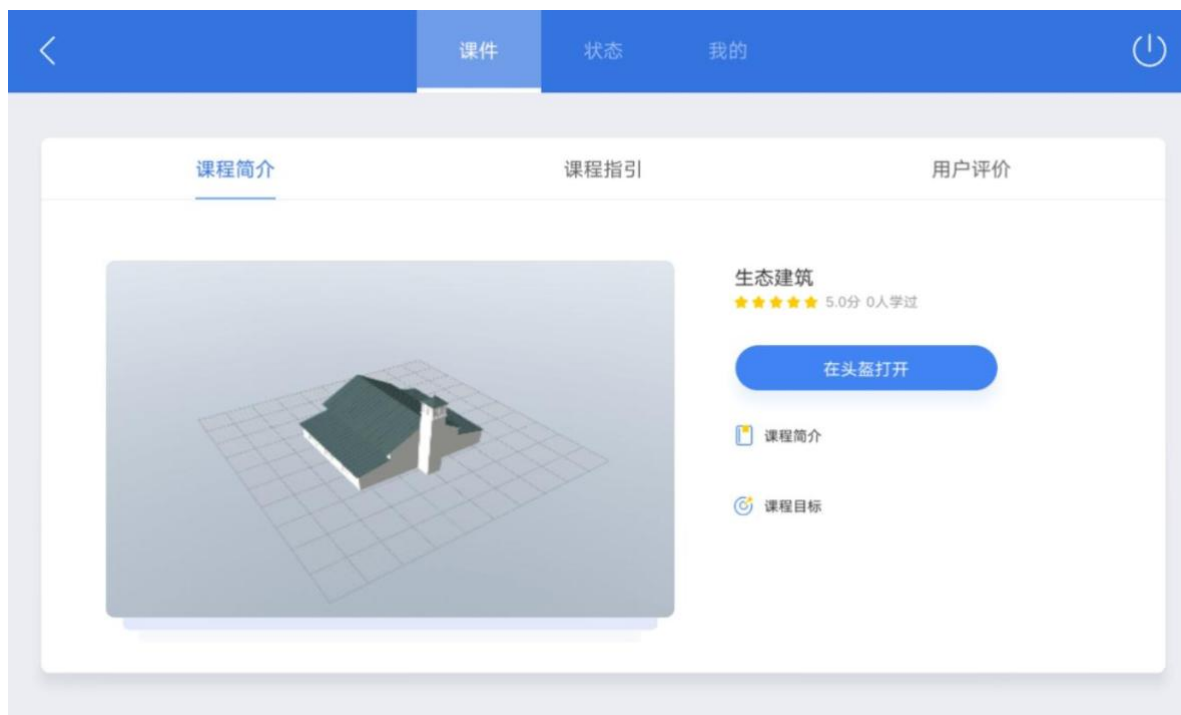 课件 状态 我的
课程简介 课程指引 用户评价
生态建筑
5.0分 0人学过
在头盔打开
课程简介
课程目标